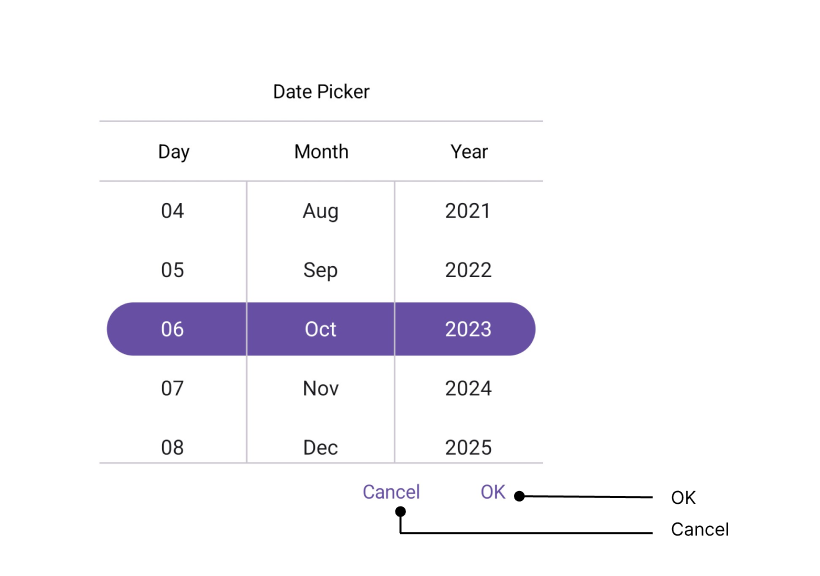 Date Picker
Day Month Year
04 Aug 2021
05 Sep 2022
06 Oct 2023
07 Nov 2024
08 Dec 2025
Cancel OK OK
Cancel